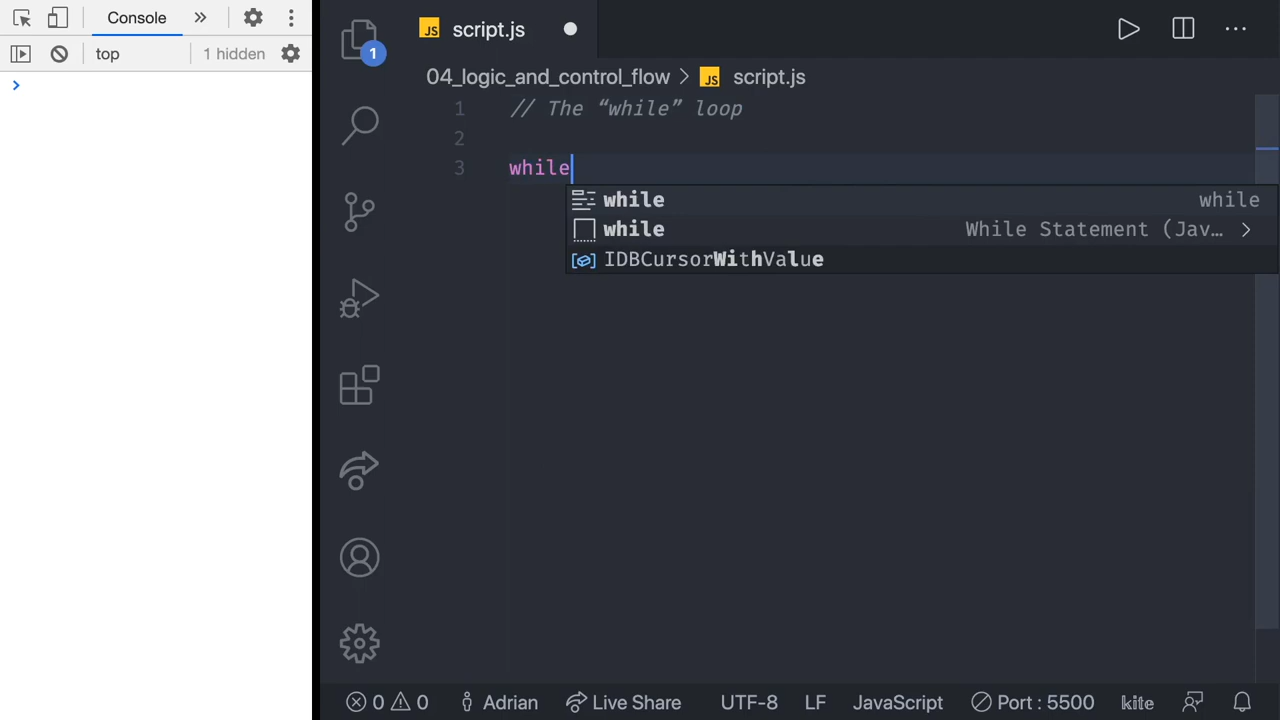 Console
top
1 hidden
>
1
script.js
04_logic_and_control_flow > JS script.js
1 // The “while” loop
2
3 while
while while
while While Statement (Jav…
IDBCursorWithValue
0 0 Adrian Live Share UTF-8 LF JavaScript Port : 5500 kite